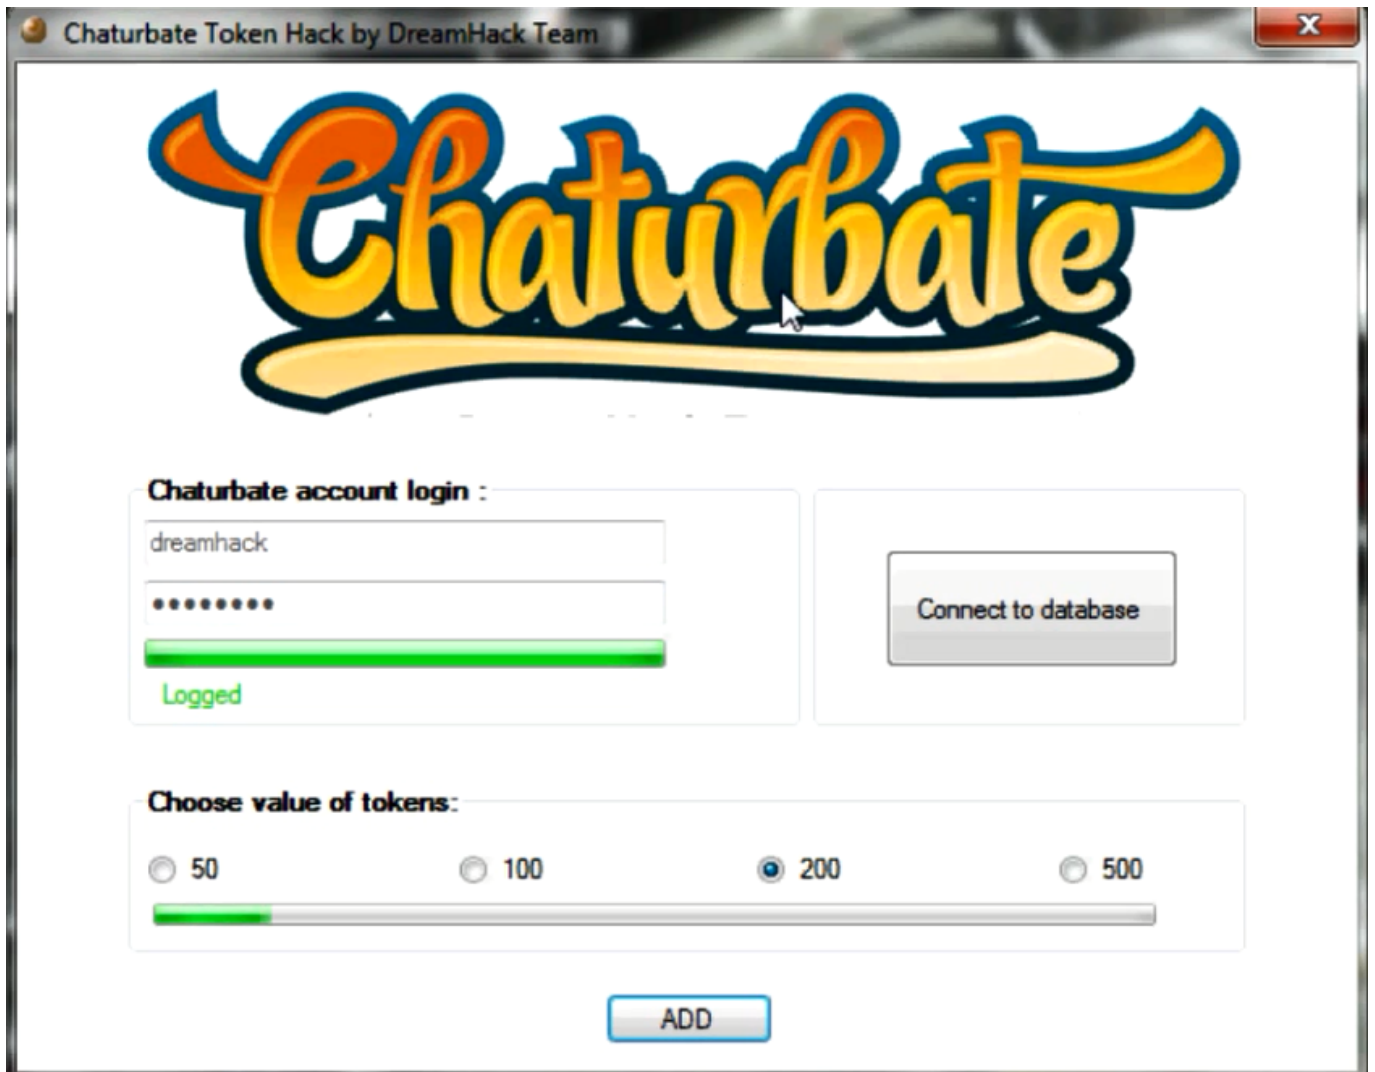 Chaturbate Token Hack by DreamHack Team
Chaturbate
Chaturbate account login :
dreamhack
••••••••
Connect to database
Logged
Choose value of tokens:
50 100 200 500
ADD